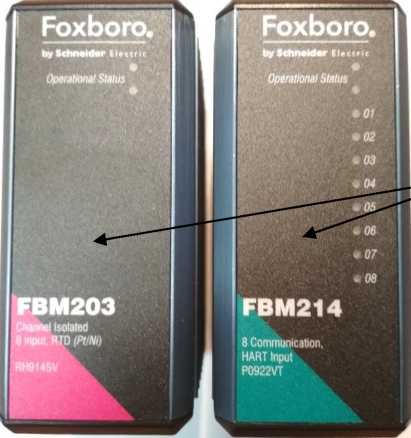 Foxboro.
by Schneider Electric
Operational Status
FBM203
Channel Isolated
8 Input, RTD (Pt/Ni)
RH914SV
Foxboro.
by Schneider Electric
Operational Status
01
02
03
04
05
06
07
08
FBM214
8 Communication,
HART Input
P0922VT